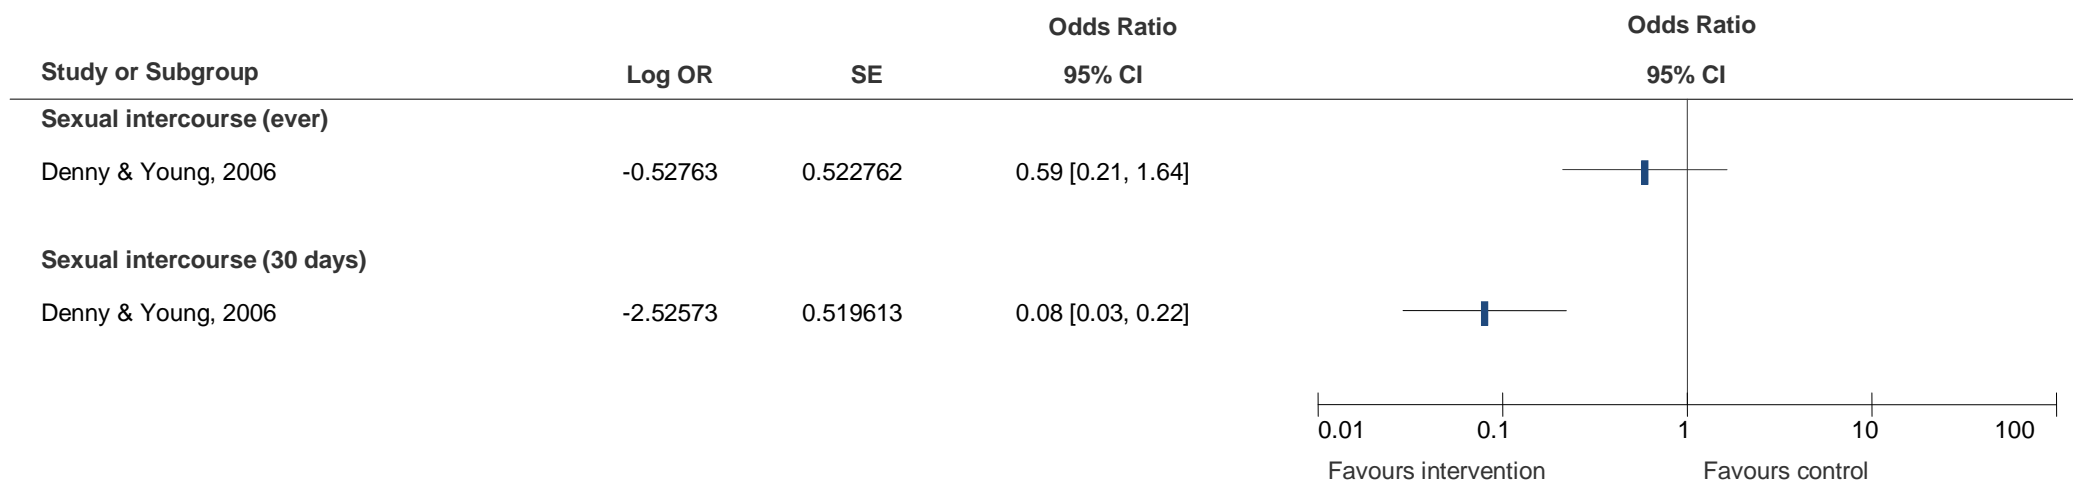 Odds Ratio Odds Ratio
Study or Subgroup Log OR SE 95% CI 95% CI
Sexual intercourse (ever)
Denny & Young, 2006 -0.52763 0.522762 0.59 [0.21, 1.64]
Sexual intercourse (30 days)
Denny & Young, 2006 -2.52573 0.519613 0.08 [0.03, 0.22]
0.01 0.1 1 10 100
Favours intervention Favours control